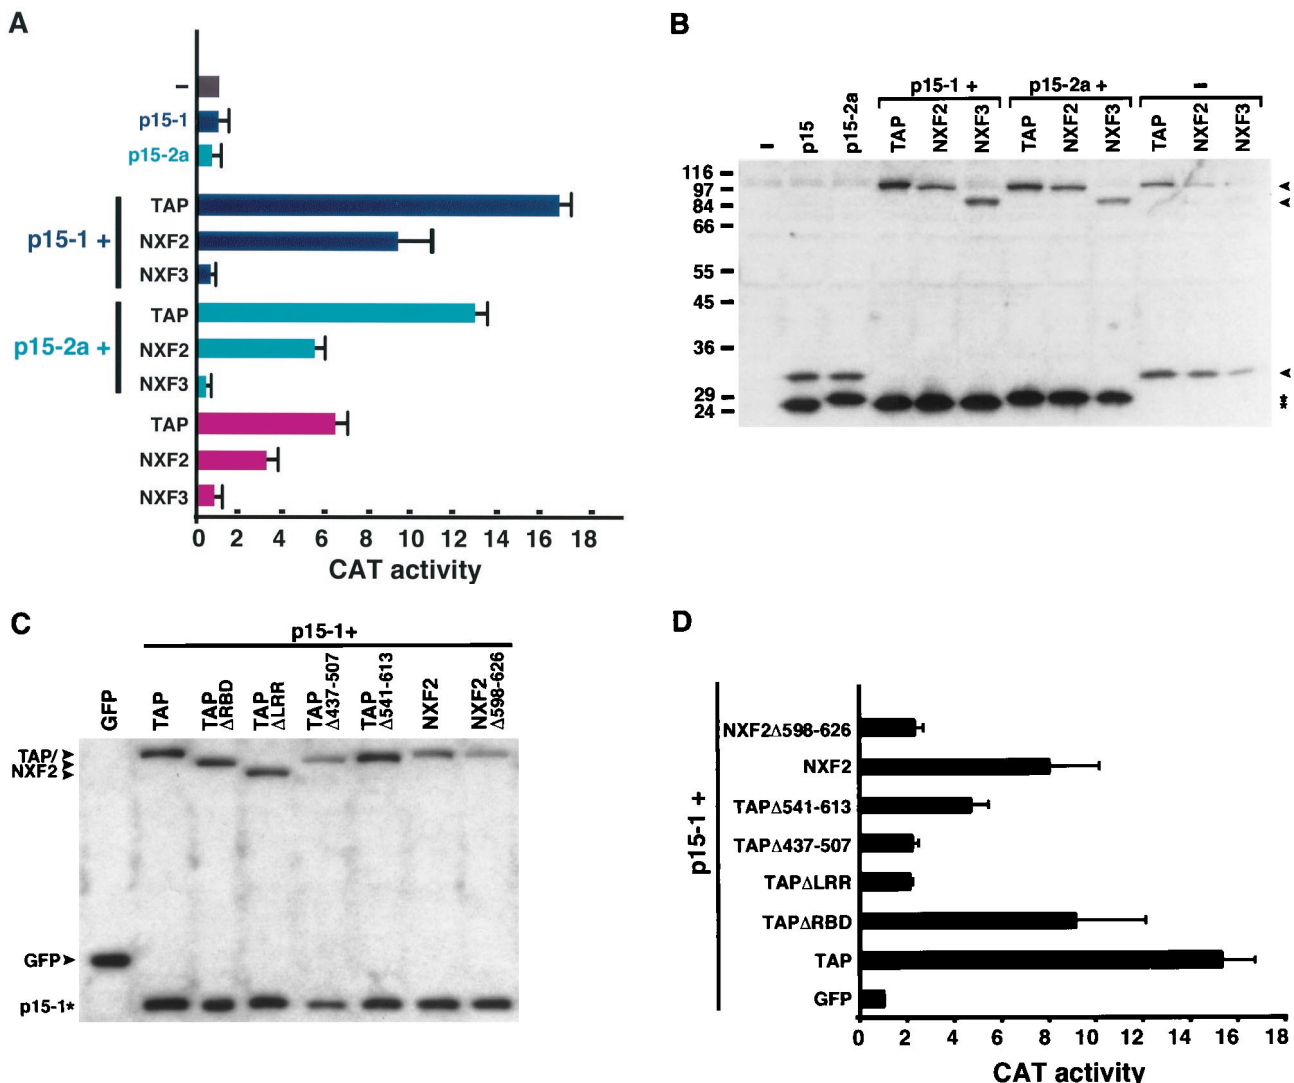 A
–
p15-1
p15-2a
p15-1 +
TAP
NXF2
NXF3
p15-2a +
TAP
NXF2
NXF3
TAP
NXF2
NXF3
0 2 4 6 8 10 12 14 16 18
CAT activity
B
p15-1 + p15-2a + –
– p15 p15-2a TAP NXF2 NXF3 TAP NXF2 NXF3 TAP NXF2 NXF3
116
97
84
66
55
45
36
29
24
*
*
C
p15-1+
GFP TAP TAP ΔRBD TAP ΔLRR TAP Δ437-507 TAP Δ541-613 NXF2 NXF2 Δ598-626
TAP/
NXF2
GFP
p15-1*
D
p15-1 +
NXF2Δ598-626
NXF2
TAPΔ541-613
TAPΔ437-507
TAPΔLRR
TAPΔRBD
TAP
GFP
0 2 4 6 8 10 12 14 16 18
CAT activity